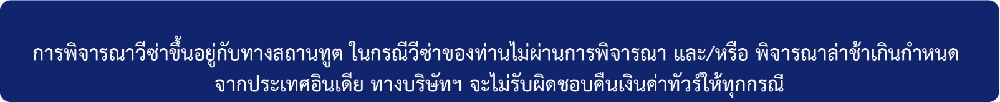 การพิจารณาวีซ่าขึ้นอยู่กับทางสถานทูต ในกรณีวีซ่าของท่านไม่ผ่านการพิจารณา และ/หรือ พิจารณาล่าช้าเกินกำหนด
จากประเทศอินเดีย ทางบริษัทฯ จะไม่รับผิดชอบคืนเงินค่าทัวร์ให้ทุกกรณี